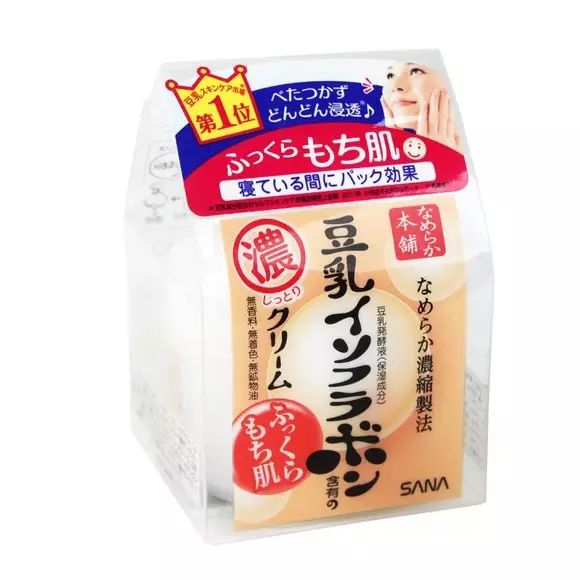 豆乳スキンケア市場
第1位
べたつかず
どんどん浸透♪
ふっくらもち肌
寝ている間にパック効果
なめらか
本舗
なめらか濃縮製法
豆乳イソフラボン
含有の
豆乳発酵液(保湿成分)
濃
しっとり
クリーム
無香料・無着色・無鉱物油
ふっくら
もち肌
SANA